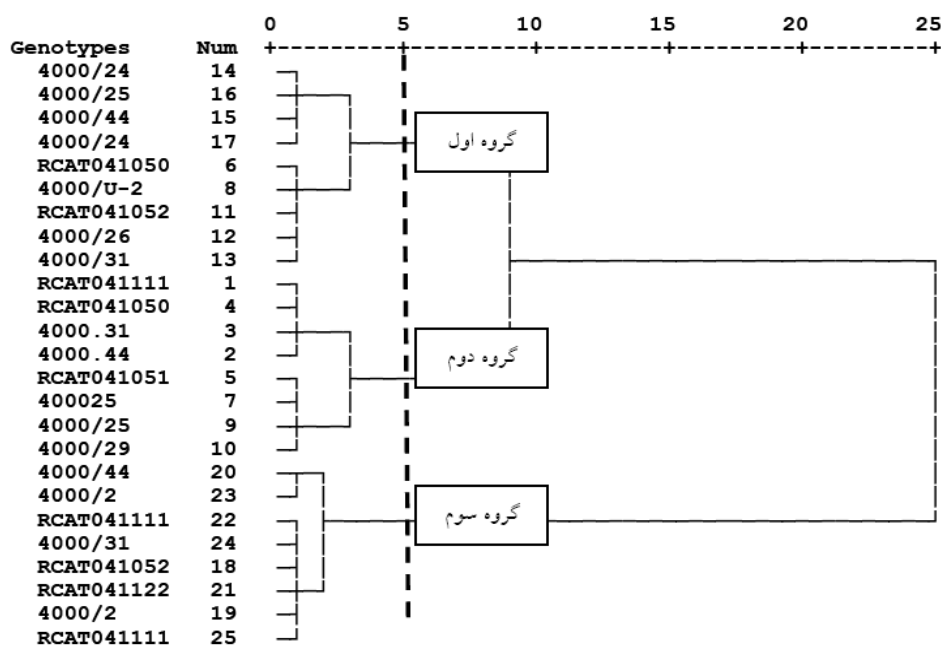 0 5 10 15 20 25
Genotypes Num
4000/24 14
4000/25 16
4000/44 15
4000/24 17
گروه اول
RCAT041050 6
4000/U-2 8
RCAT041052 11
4000/26 12
4000/31 13
RCAT041111 1
RCAT041050 4
4000.31 3
4000.44 2
گروه دوم
RCAT041051 5
400025 7
4000/25 9
4000/29 10
4000/44 20
4000/2 23
RCAT041111 22
گروه سوم
4000/31 24
RCAT041052 18
RCAT041122 21
4000/2 19
RCAT041111 25